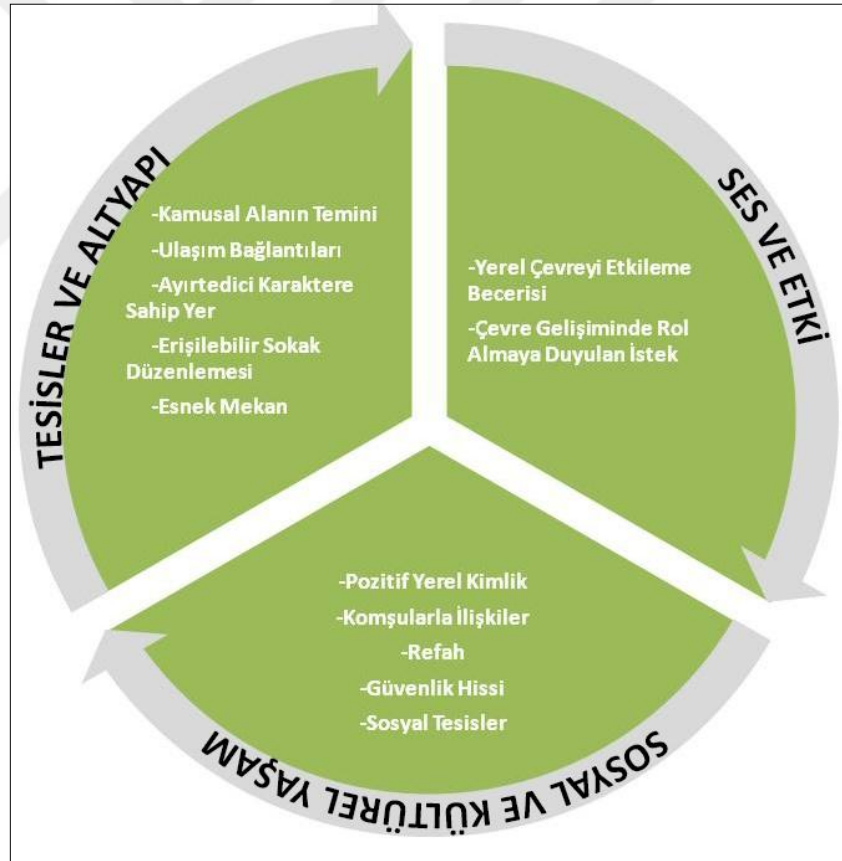 TESİSLER VE ALTYAPI
-Kamusal Alanın Temini
-Ulaşım Bağlantıları
-Ayırtedici Karaktere
Sahip Yer
-Erişilebilir Sokak
Düzenlemesi
-Esnek Mekan
SES VE ETKİ
-Yerel Çevreyi Etkileme
Becerisi
-Çevre Gelişiminde Rol
Almaya Duyulan İstek
-Pozitif Yerel Kimlik
-Komşularla İlişkiler
-Refah
-Güvenlik Hissi
-Sosyal Tesisler
SOSYAL VE KÜLTÜREL YAŞAM